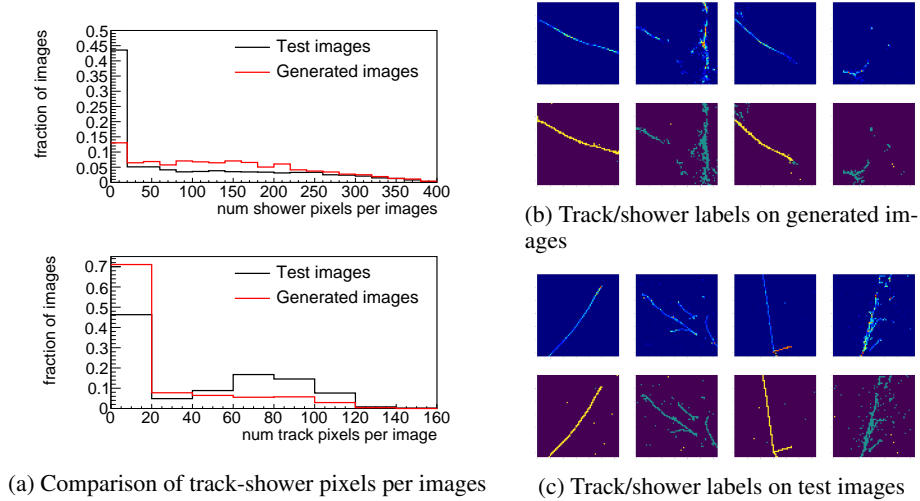 0.5
0.45
0.4
0.35
0.3
0.25
0.2
0.15
0.1
0.05
0
fraction of images
Test images
Generated images
0 50 100 150 200 250 300 350 400
num shower pixels per images
0.7
0.6
0.5
0.4
0.3
0.2
0.1
0
fraction of images
Test images
Generated images
0 20 40 60 80 100 120 140 160
num track pixels per image
(a) Comparison of track-shower pixels per images
(b) Track/shower labels on generated im-
ages
(c) Track/shower labels on test images